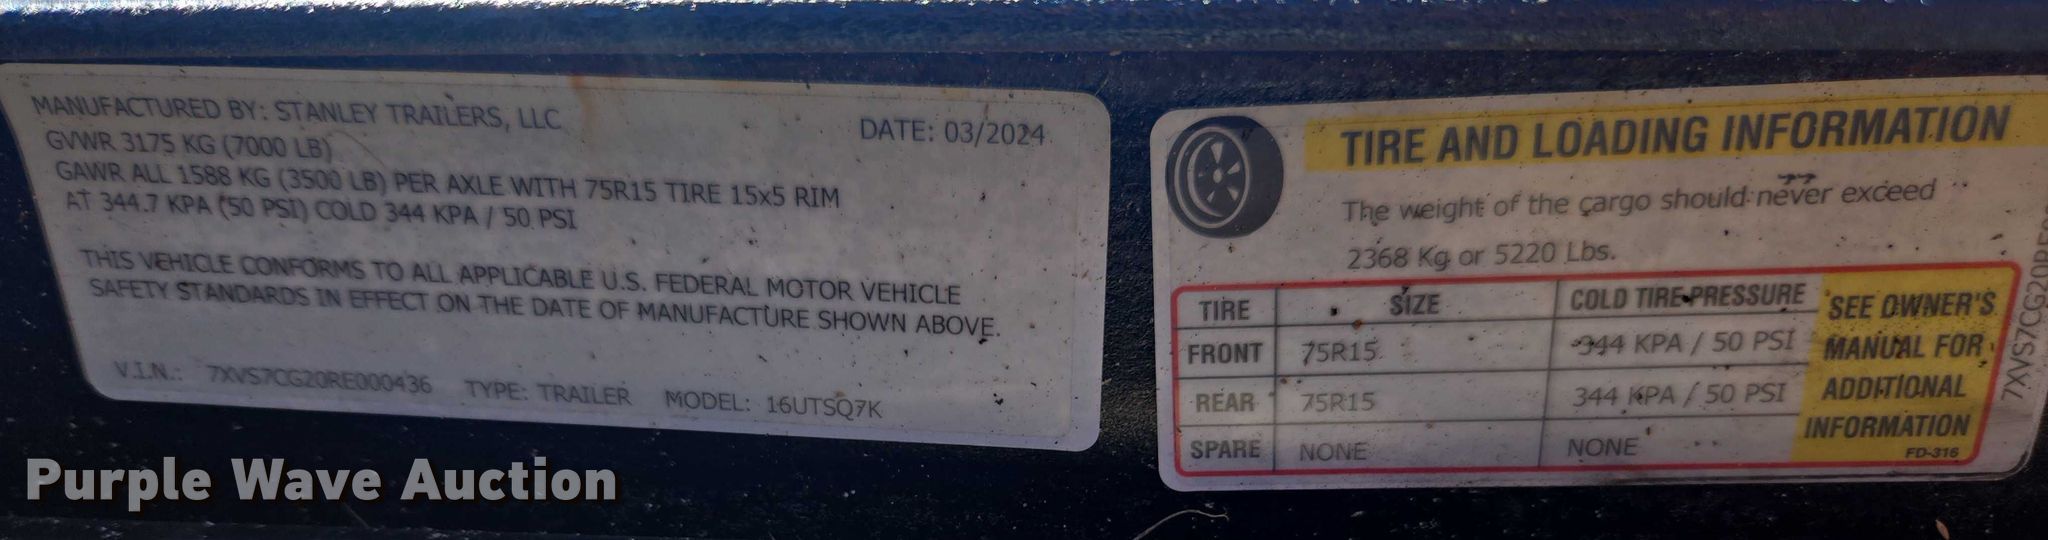 MANUFACTURED BY: STANLEY TRAILERS, LLC
DATE: 03/2024
GVWR 3175 KG (7000 LB)
GAWR ALL 1588 KG (3500 LB) PER AXLE WITH 75R15 TIRE 15x5 RIM
AT 344.7 KPA (50 PSI) COLD 344 KPA / 50 PSI
THIS VEHICLE CONFORMS TO ALL APPLICABLE U.S. FEDERAL MOTOR VEHICLE
SAFETY STANDARDS IN EFFECT ON THE DATE OF MANUFACTURE SHOWN ABOVE.
V.I.N.: 7XVS7CG20RE000436 TYPE: TRAILER MODEL: 16UTSQ7K
TIRE AND LOADING INFORMATION
The weight of the cargo should never exceed
2368 Kg or 5220 Lbs.
TIRE SIZE COLD TIRE PRESSURE
FRONT 75R15 344 KPA / 50 PSI
REAR 75R15 344 KPA / 50 PSI
SPARE NONE NONE
SEE OWNER'S
MANUAL FOR
ADDITIONAL
INFORMATION
FD-316
Purple Wave Auction